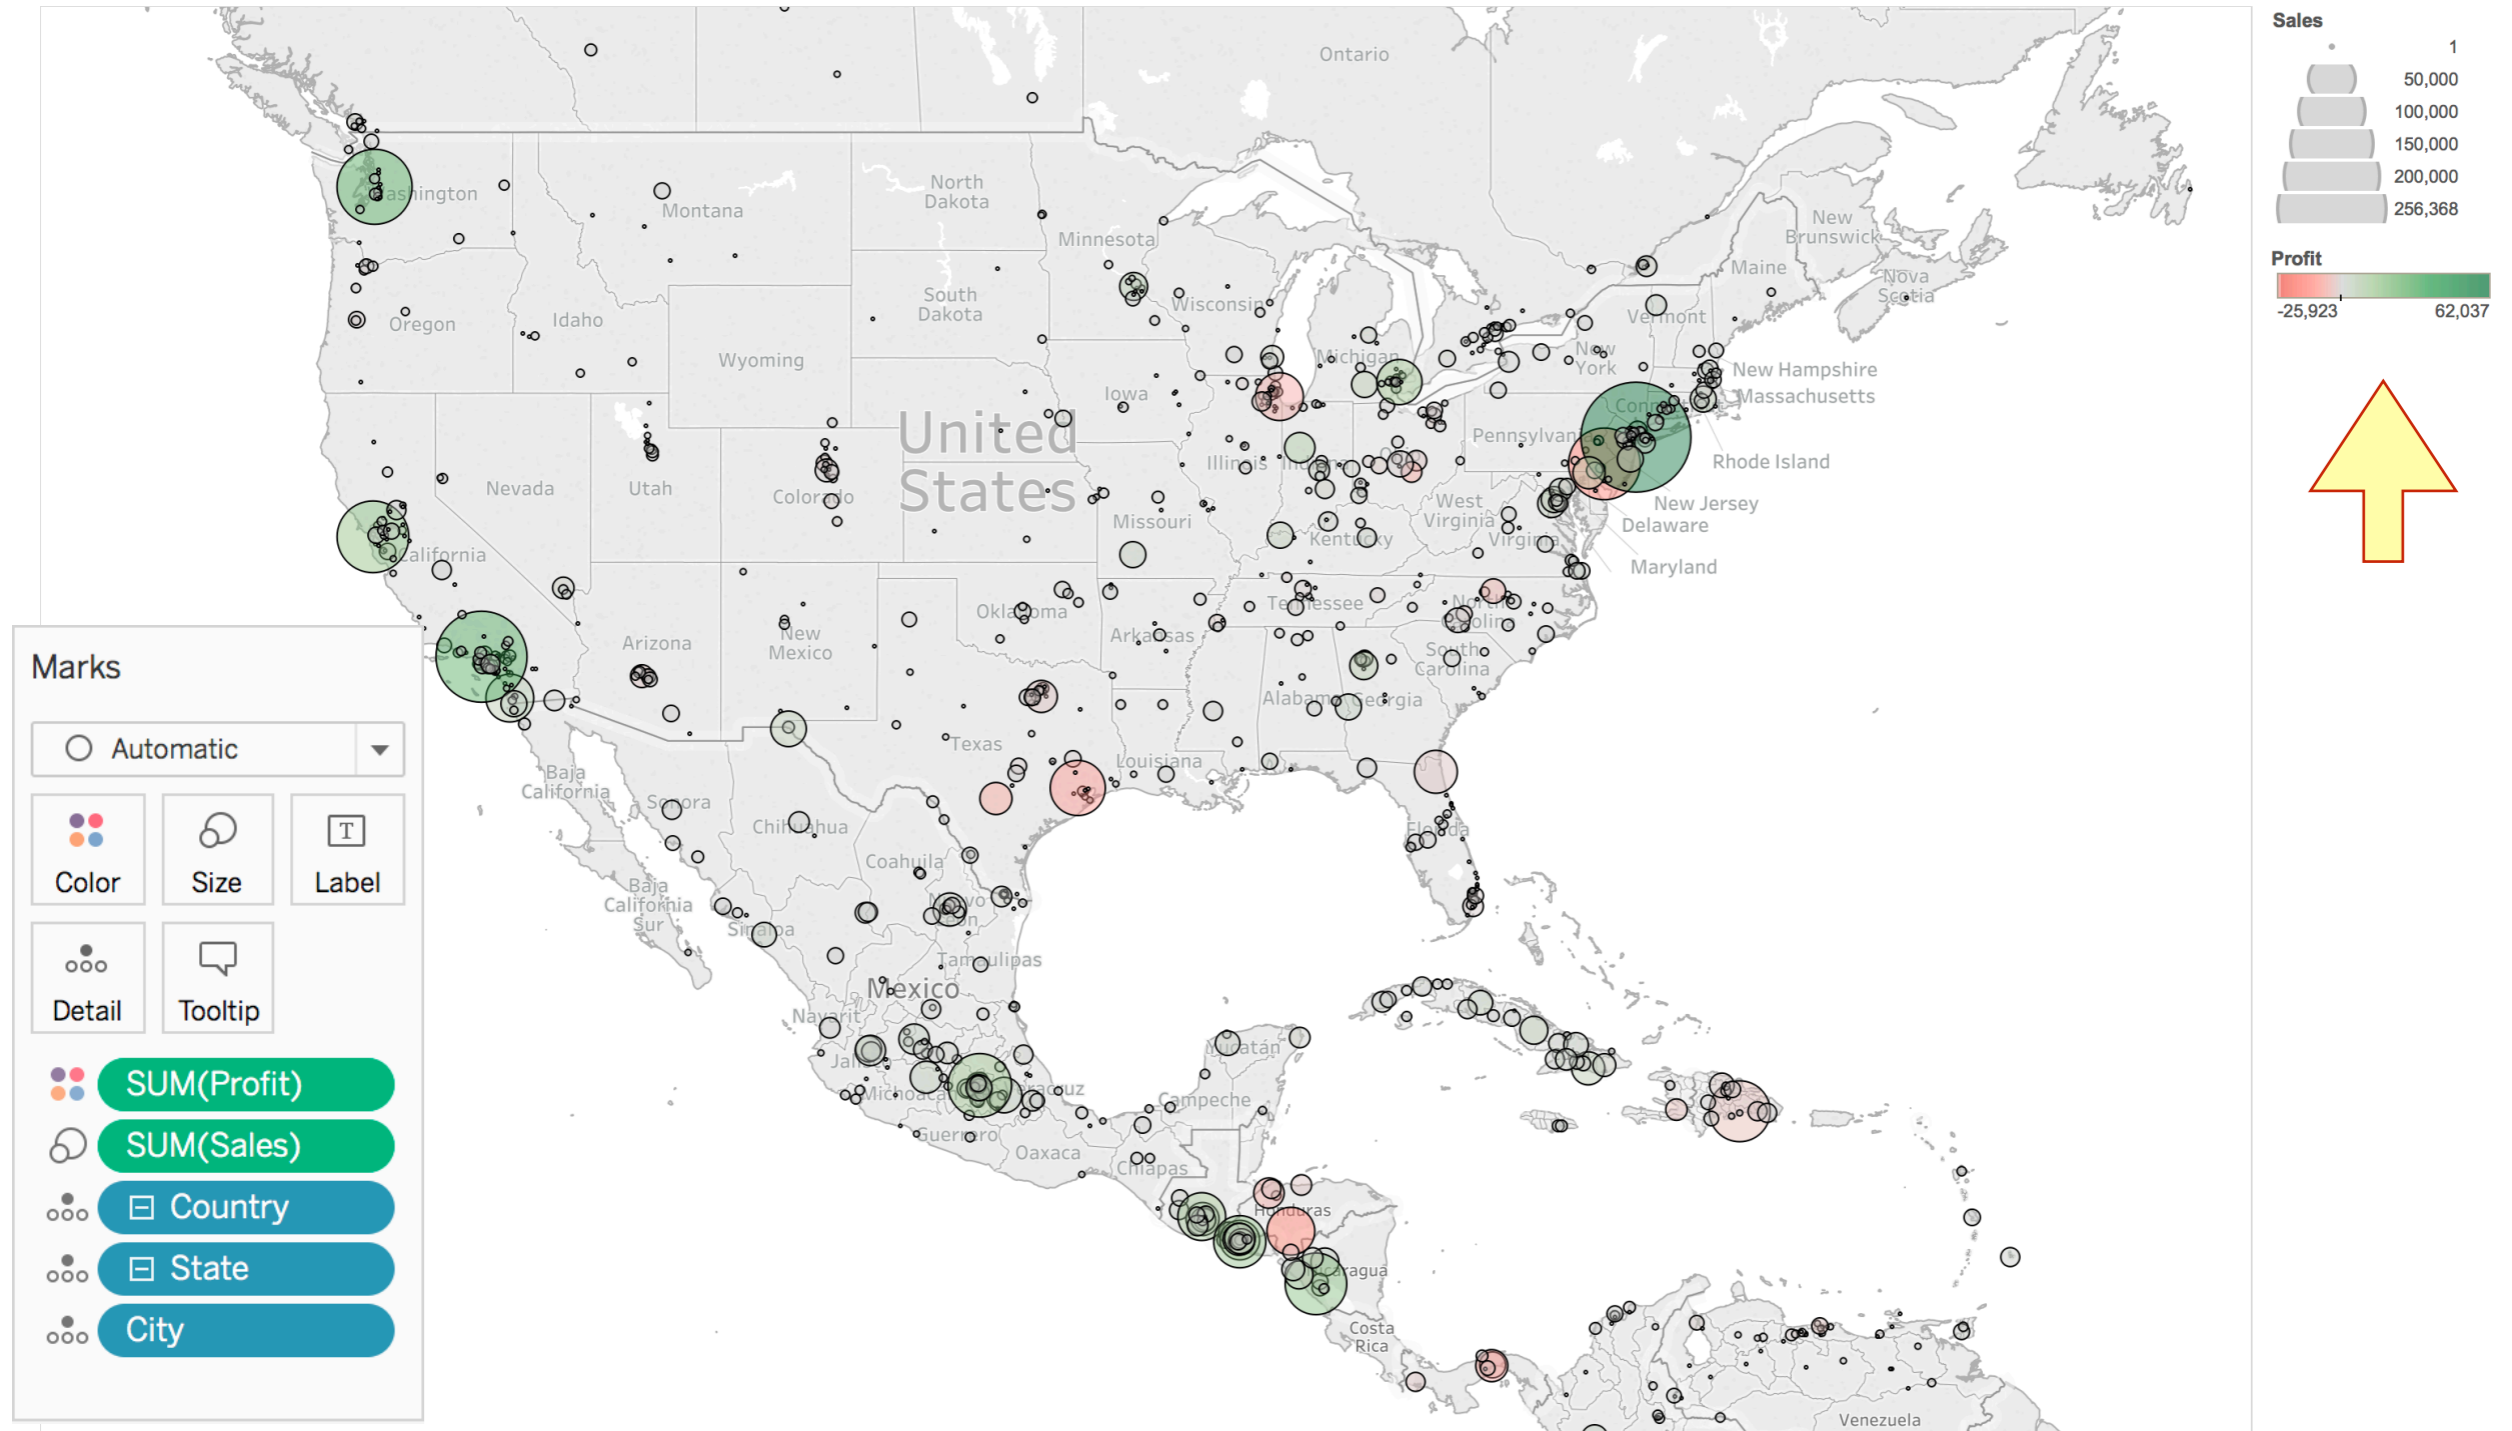 Ontario
Washington
Montana
North
Dakota
Minnesota
New
Brunswick
Maine
Nova
Scotia
Oregon
Idaho
South
Dakota
Wisconsin
Vermont
Wyoming
Michigan
New
York
New Hampshire
Massachusetts
Iowa
United
States
Pennsylvania
Rhode Island
Illinois
Nevada
Utah
Colorado
West
Virginia
New Jersey
Delaware
Missouri
Kentucky
Virginia
Maryland
California
Oklahoma
Tennessee
North
Arizona
New
Mexico
Arkansas
South
Carolina
Alabama
Georgia
Texas
Louisiana
Baja
California
Sonora
Chihuahua
Florida
Coahuila
Baja
California
Sur
Sinaloa
Tamaulipas
Mexico
Nayarit
Yucatán
Campeche
Guerrero
Oaxaca
Chiapas
Honduras
Costa
Rica
Venezuela
Sales
1
50,000
100,000
150,000
200,000
256,368
Profit
-25,923 62,037
Marks
Automatic
Color Size Label
Detail Tooltip
SUM(Profit)
SUM(Sales)
Country
State
City